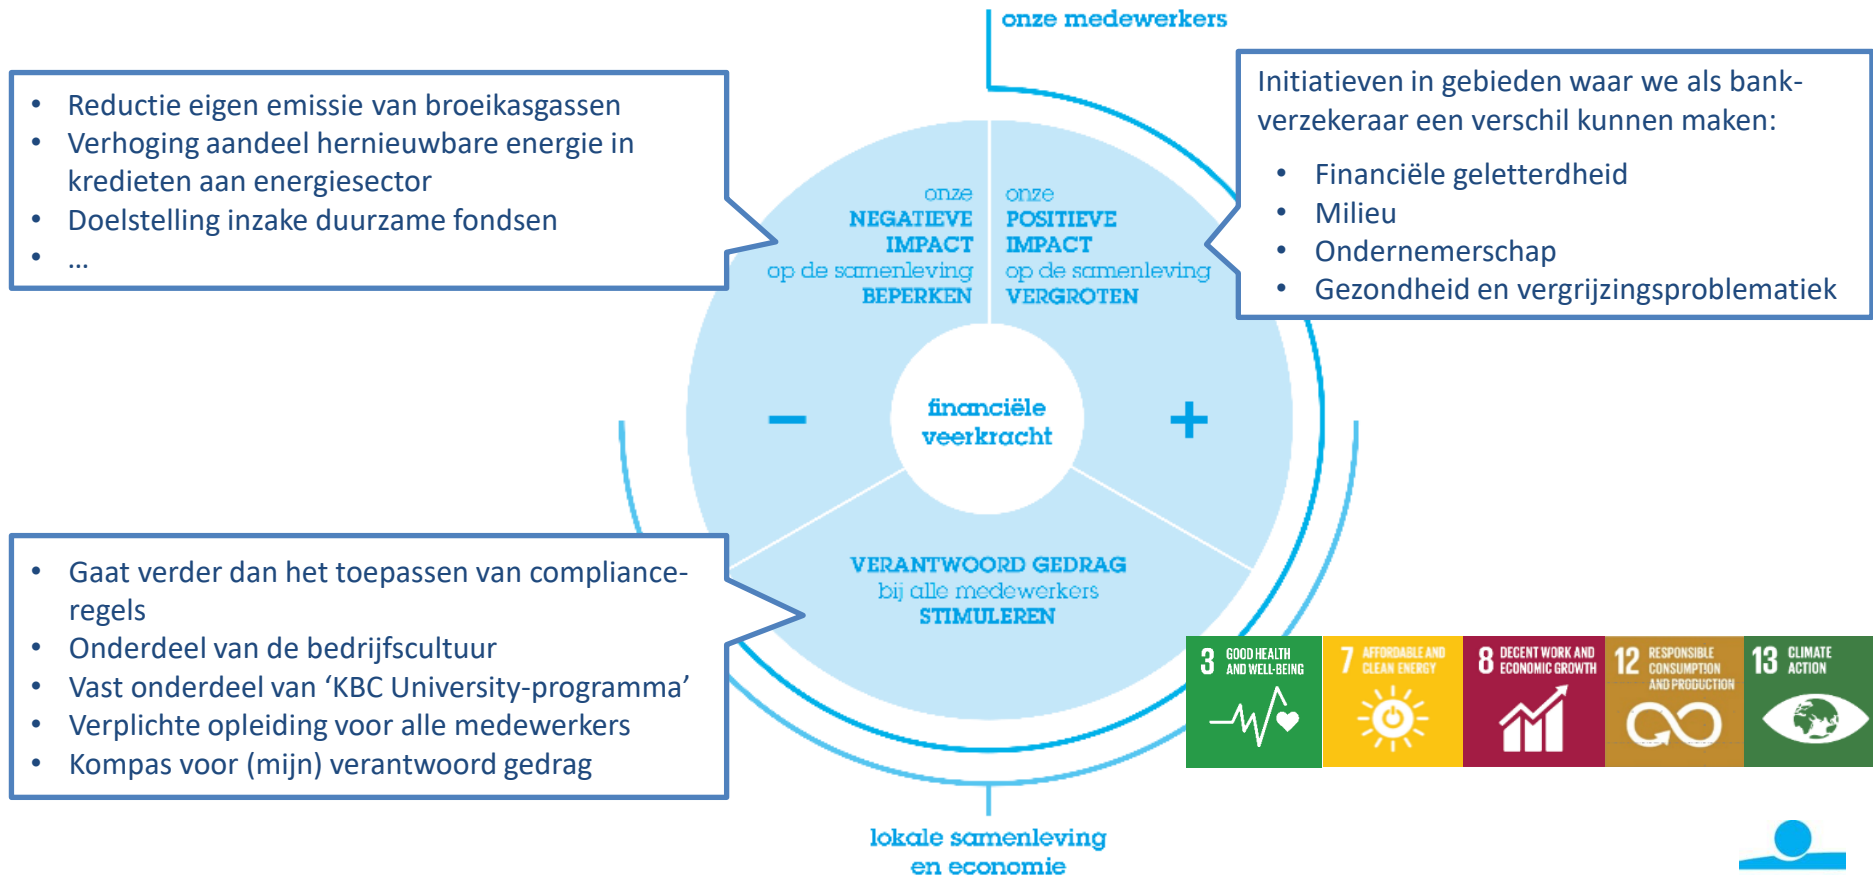 onze medewerkers
• Reductie eigen emissie van broeikasgassen
• Verhoging aandeel hernieuwbare energie in
kredieten aan energiesector
• Doelstelling inzake duurzame fondsen
• ...
Initiatieven in gebieden waar we als bank-
verzekeraar een verschil kunnen maken:
• Financiële geletterdheid
• Milieu
• Ondernemerschap
• Gezondheid en vergrijzingsproblematiek
onze
NEGATIEVE
IMPACT
op de samenleving
BEPERKEN
onze
POSITIEVE
IMPACT
op de samenleving
VERGROTEN
–
financiële
veerkracht
+
• Gaat verder dan het toepassen van compliance-
regels
• Onderdeel van de bedrijfscultuur
• Vast onderdeel van ‘KBC University-programma’
• Verplichte opleiding voor alle medewerkers
• Kompas voor (mijn) verantwoord gedrag
VERANTWOORD GEDRAG
bij alle medewerkers
STIMULEREN
3 GOOD HEALTH
AND WELL-BEING
7 AFFORDABLE AND
CLEAN ENERGY
8 DECENT WORK AND
ECONOMIC GROWTH
12 RESPONSIBLE
CONSUMPTION
AND PRODUCTION
13 CLIMATE
ACTION
lokale samenleving
en economie